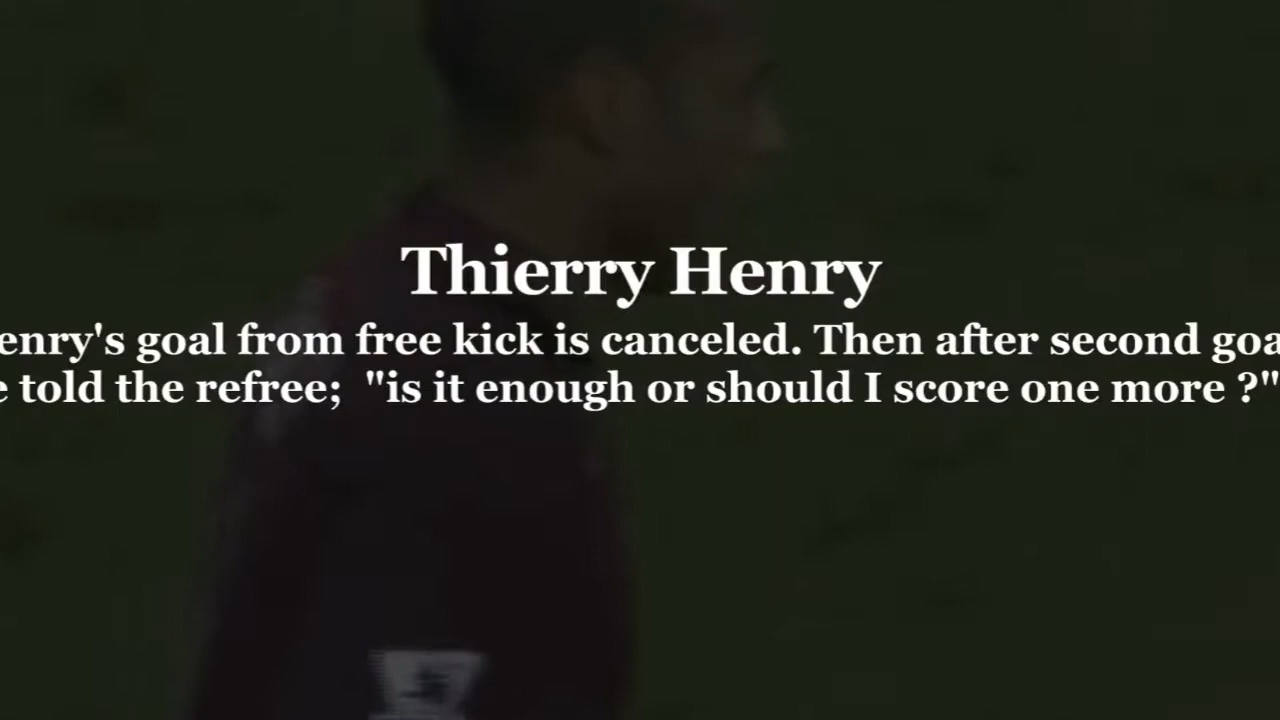 Thierry Henry
enry's goal from free kick is canceled. Then after second goa
e told the refree;  "is it enough or should I score one more ?"